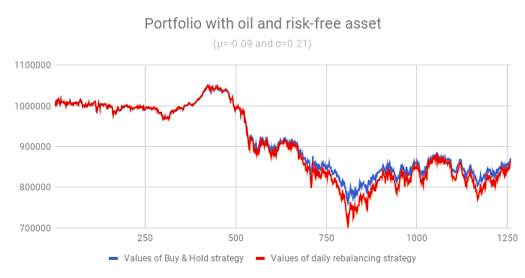 Portfolio with oil and risk-free asset
(μ=-0.09 and σ=0.21)
1100000
1000000
900000
800000
700000
250 500 750 1000 1250
Values of Buy & Hold strategy Values of daily rebalancing strategy